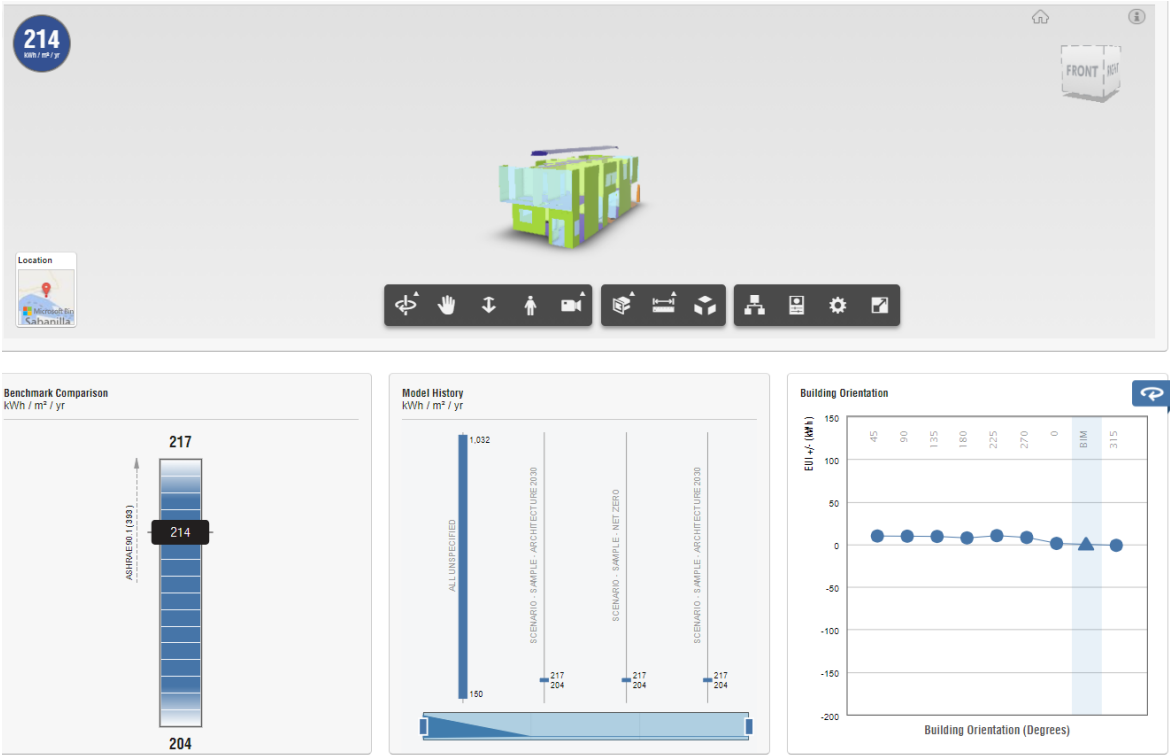 214
kWh / m² / yr
FRONT
RIGHT
Location
Microsoft Bin
Sabanilla
Benchmark Comparison
kWh / m² / yr
217
ASHRAE 90.1 (393)
214
204
Model History
kWh / m² / yr
1,032
ALL UNSPECIFIED
150
SCENARIO - SAMPLE - ARCHITECTURE 2030
217
204
SCENARIO - SAMPLE - NET ZERO
217
204
SCENARIO - SAMPLE - ARCHITECTURE 2030
217
204
Building Orientation
EUI +/- (kWh)
150
100
50
0
-50
-100
-150
-200
45
90
135
180
225
270
0
BIM
315
Building Orientation (Degrees)